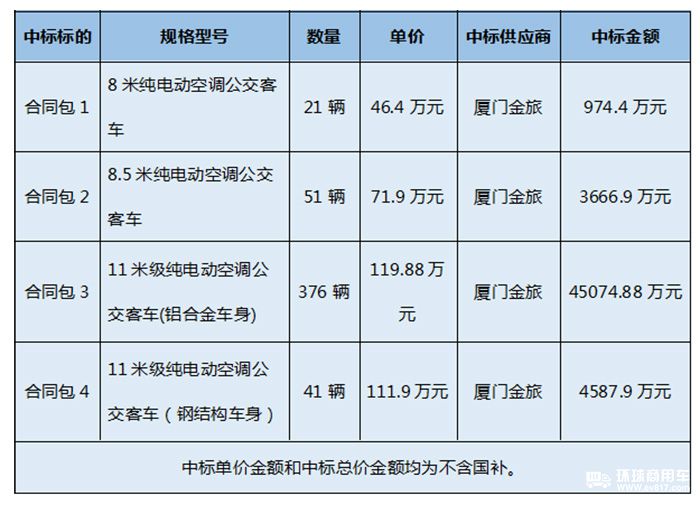 中标标的 规格型号 数量 单价 中标供应商 中标金额
合同包 1 8 米纯电动空调公交客车 21 辆 46.4 万元 厦门金旅 974.4 万元
合同包 2 8.5 米纯电动空调公交客车 51 辆 71.9 万元 厦门金旅 3666.9 万元
合同包 3 11 米级纯电动空调公交客车(铝合金车身) 376 辆 119.88 万元 厦门金旅 45074.88 万元
合同包 4 11 米级纯电动空调公交客车（钢结构车身） 41 辆 111.9 万元 厦门金旅 4587.9 万元
中标单价金额和中标总价金额均为不含国补。
环球商用车
www.ev817.com